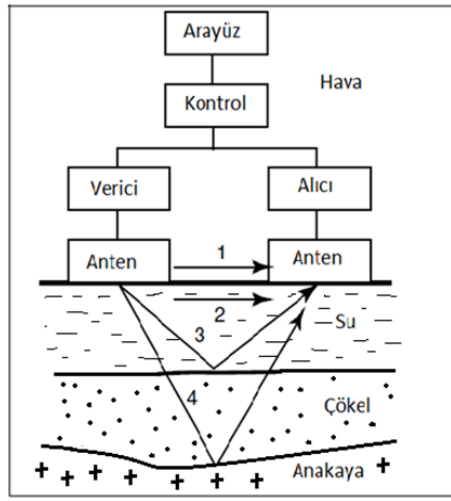 Arayüz
Hava
Kontrol
Verici
Alıcı
Anten
1
Anten
2
3
Su
4
Çökel
Anakaya